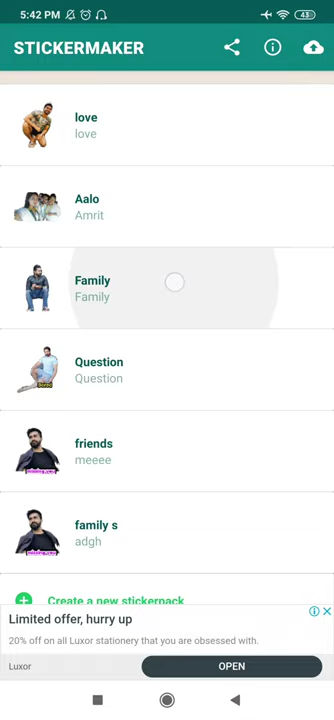 5:42 PM 43
STICKERMAKER
love
love
Aalo
Amrit
Family
Family
Question
Question
friends
meeee
family s
adgh
Create a new stickerpack
Limited offer, hurry up
20% off on all Luxor stationery that you are obsessed with.
Luxor OPEN